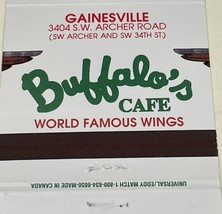 GAINESVILLE
3404 S.W. ARCHER ROAD
(SW ARCHER AND SW 34TH ST.)
Buffalo's
CAFE
WORLD FAMOUS WINGS
UNIVERSAL/EDDY MATCH 1-800-634-8656-MADE IN CANADA